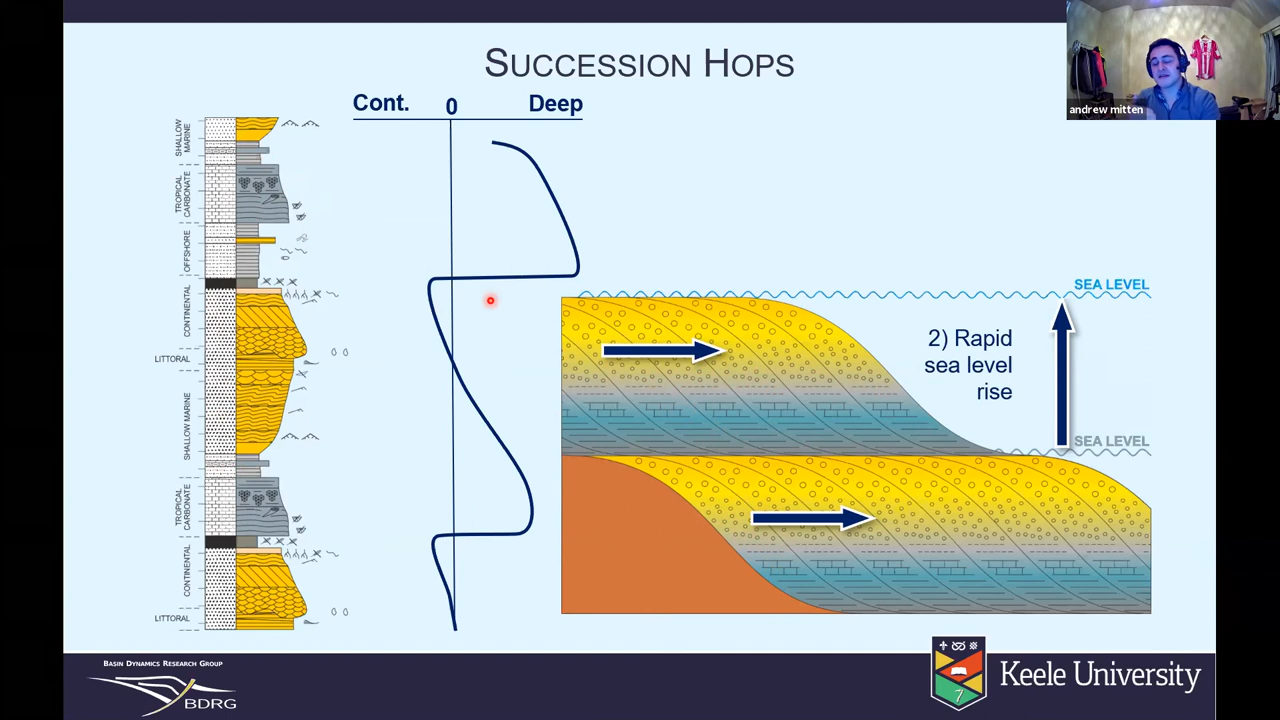 SUCCESSION HOPS
andrew mitten
Cont.
0
Deep
SHALLOW
MARINE
TROPICAL
CARBONATE
OFFSHORE
CONTINENTAL
LITTORAL
SHALLOW MARINE
TROPICAL
CARBONATE
CONTINENTAL
LITTORAL
SEA LEVEL
2) Rapid
sea level
rise
SEA LEVEL
BASIN DYNAMICS RESEARCH GROUP
BDRG
Keele University